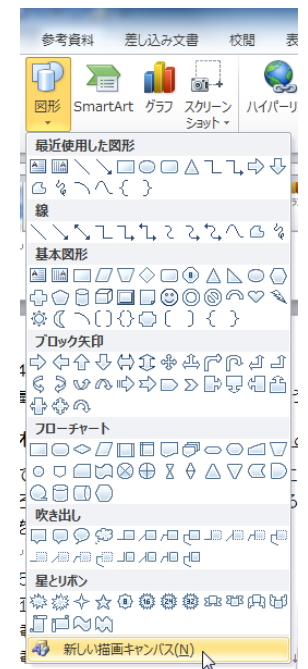 参考資料 差し込み文書 校閲 表
図形 SmartArt グラフ スクリーン ショット ハイパーリ
最近使用した図形
線
基本図形
ブロック矢印
フローチャート
吹き出し
星とリボン
新しい描画キャンバス(N)